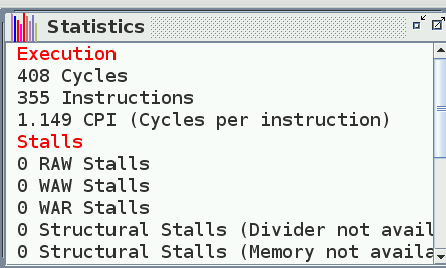 Statistics
Execution
408 Cycles
355 Instructions
1.149 CPI (Cycles per instruction)
Stalls
0 RAW Stalls
0 WAW Stalls
0 WAR Stalls
0 Structural Stalls (Divider not avail
0 Structural Stalls (Memory not availa